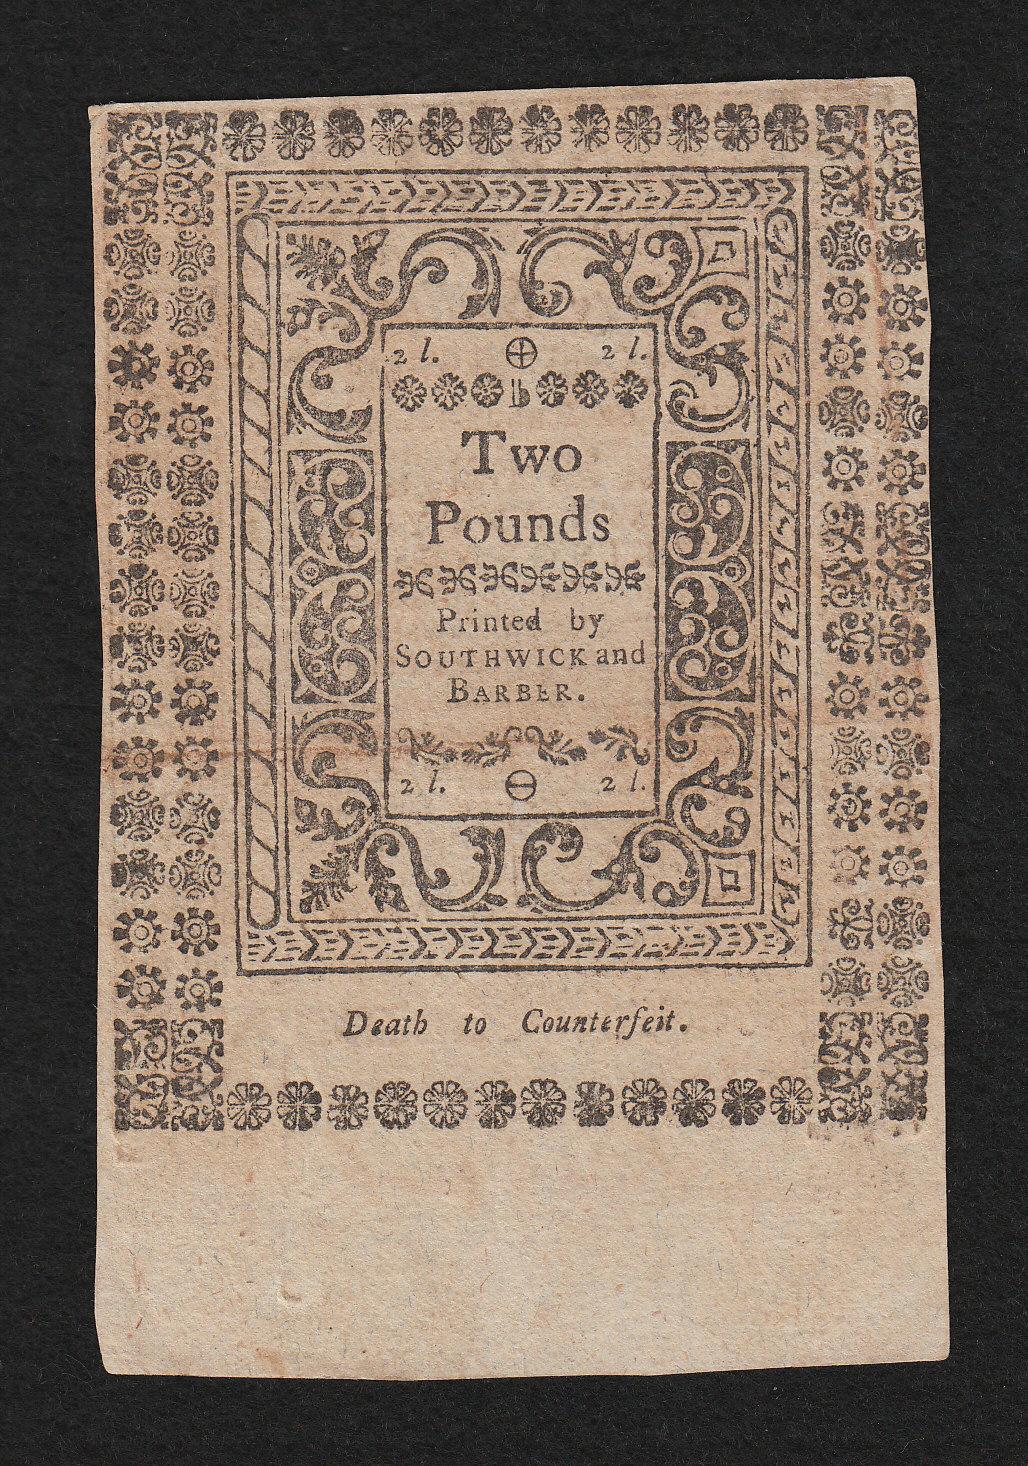 2 l. 2 l.
Two
Pounds
Printed by
SOUTHWICK and
BARBER.
2 l. 2 l.
Death to Counterfeit.